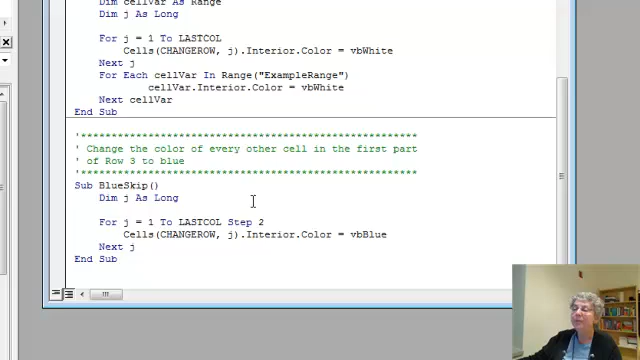 Dim cellVar As Range
Dim j As Long
For j = 1 To LASTCOL
Cells(CHANGEROW, j).Interior.Color = vbWhite
Next j
For Each cellVar In Range("ExampleRange")
cellVar.Interior.Color = vbWhite
Next cellVar
End Sub
'******************************************************
' Change the color of every other cell in the first part
' of Row 3 to blue
'******************************************************
Sub BlueSkip()
Dim j As Long
For j = 1 To LASTCOL Step 2
Cells(CHANGEROW, j).Interior.Color = vbBlue
Next j
End Sub